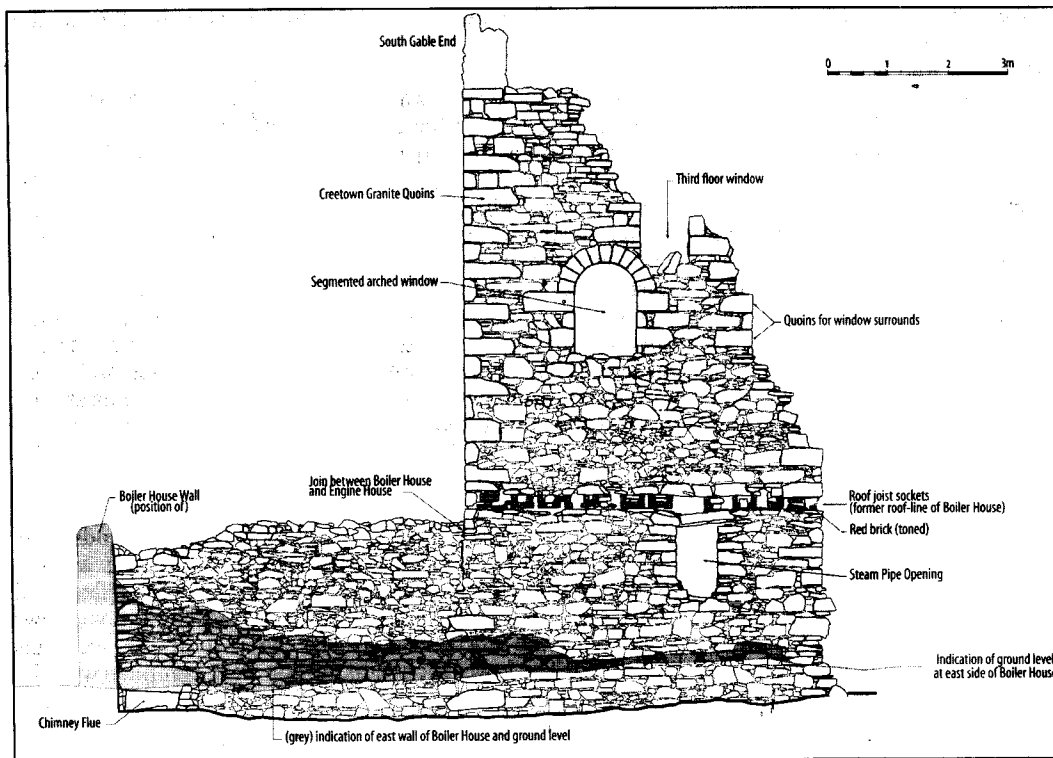 South Gable End
0 1 2 3m
Third floor window
Creetown Granite Quoins
Segmented arched window
Quoins for window surrounds
Join between Boiler House
and Engine House
Boiler House Wall
(position of)
Roof joist sockets
(former roof-line of Boiler House)
Red brick (toned)
Steam Pipe Opening
Indication of ground level
at east side of Boiler House
Chimney Flue
(grey) indication of east wall of Boiler House and ground level